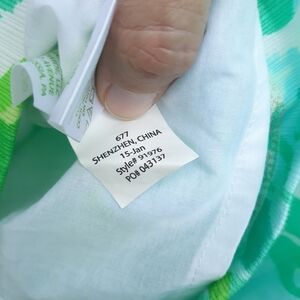 677
SHENZHEN, CHINA
15-Jan
Style# 91976
PO# 043137